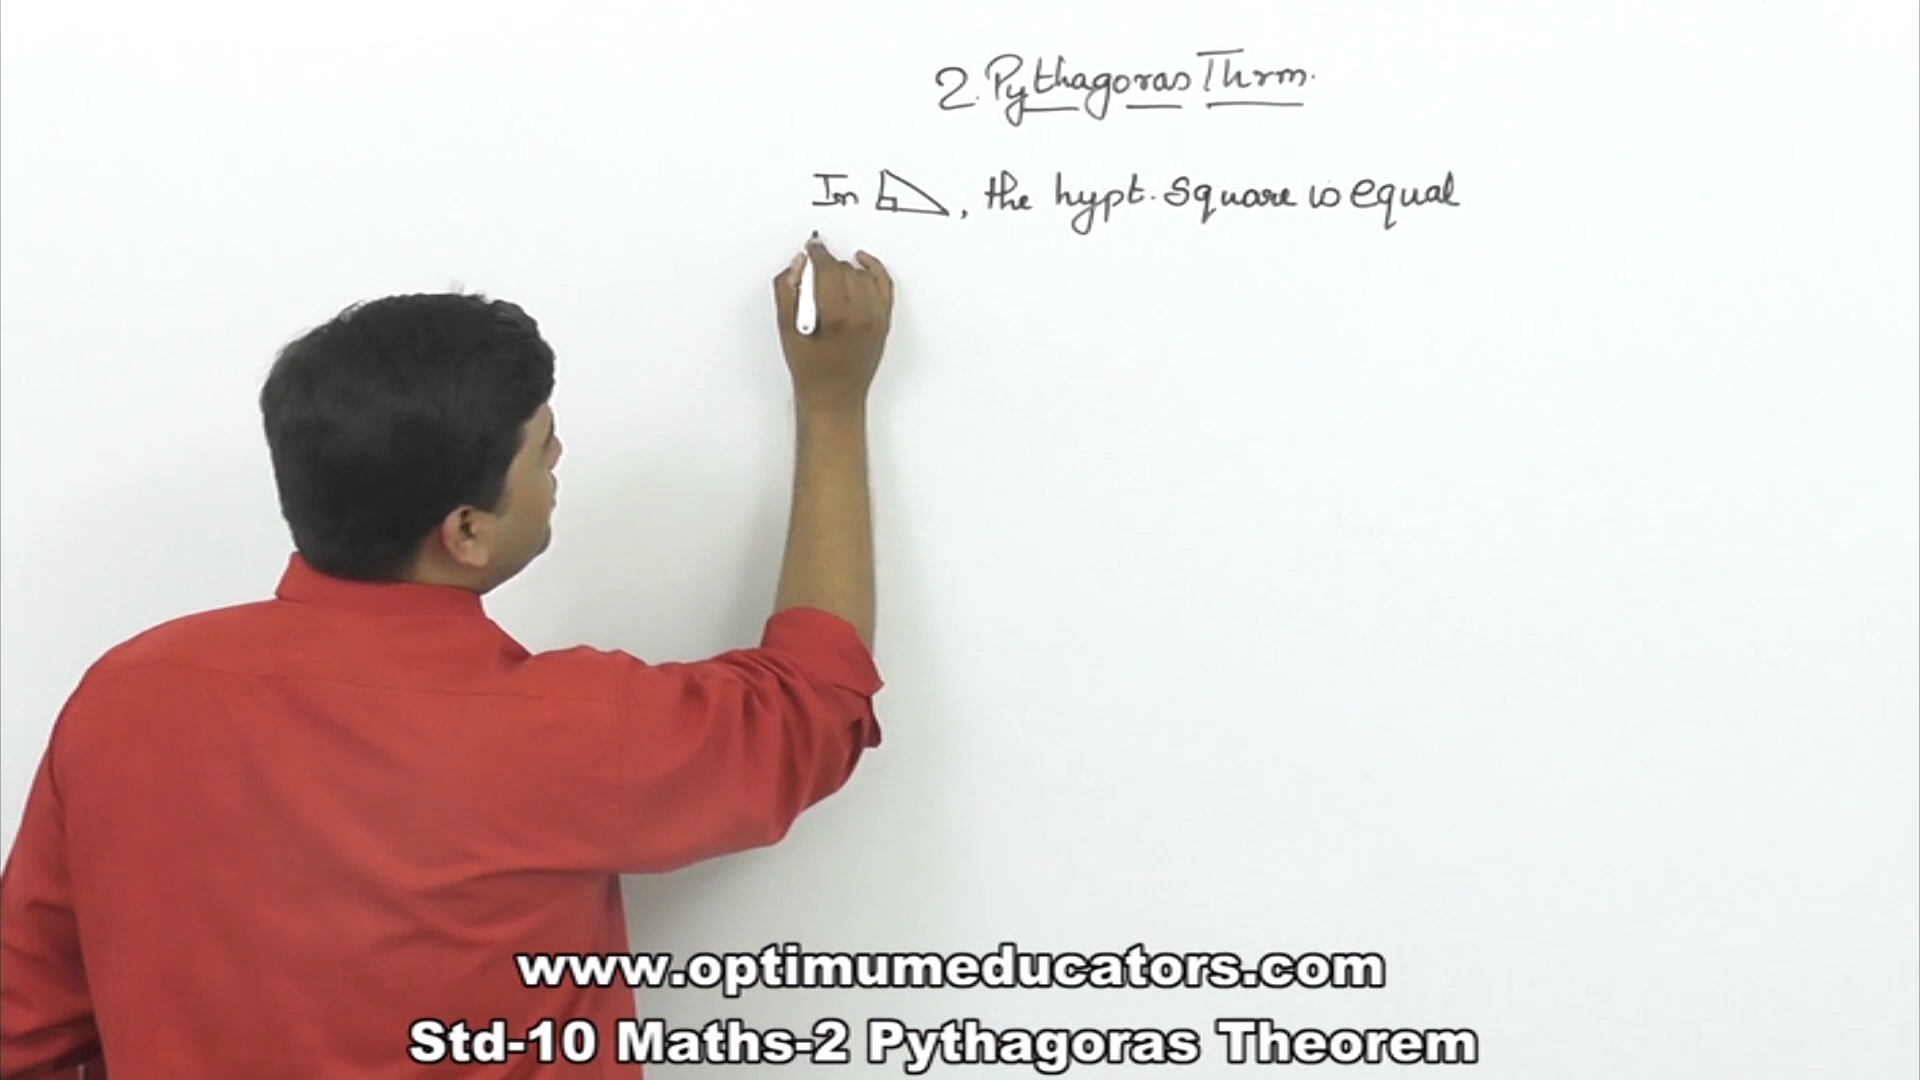 2. Pythagoras Thrm.
In ◺, the hypt. square is equal
www.optimumeducators.com
Std-10 Maths-2 Pythagoras Theorem